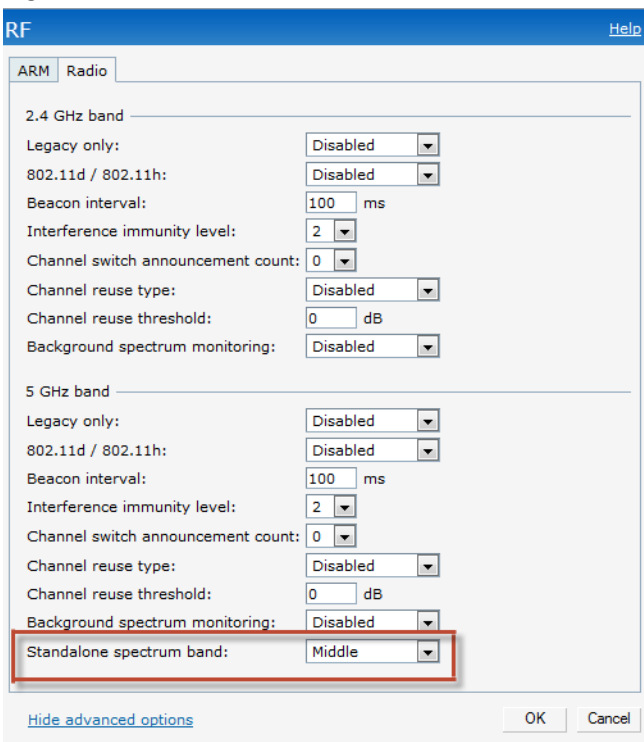 RF Help
ARM Radio
2.4 GHz band
Legacy only: Disabled
802.11d / 802.11h: Disabled
Beacon interval: 100 ms
Interference immunity level: 2
Channel switch announcement count: 0
Channel reuse type: Disabled
Channel reuse threshold: 0 dB
Background spectrum monitoring: Disabled
5 GHz band
Legacy only: Disabled
802.11d / 802.11h: Disabled
Beacon interval: 100 ms
Interference immunity level: 2
Channel switch announcement count: 0
Channel reuse type: Disabled
Channel reuse threshold: 0 dB
Background spectrum monitoring: Disabled
Standalone spectrum band: Middle
Hide advanced options OK Cancel